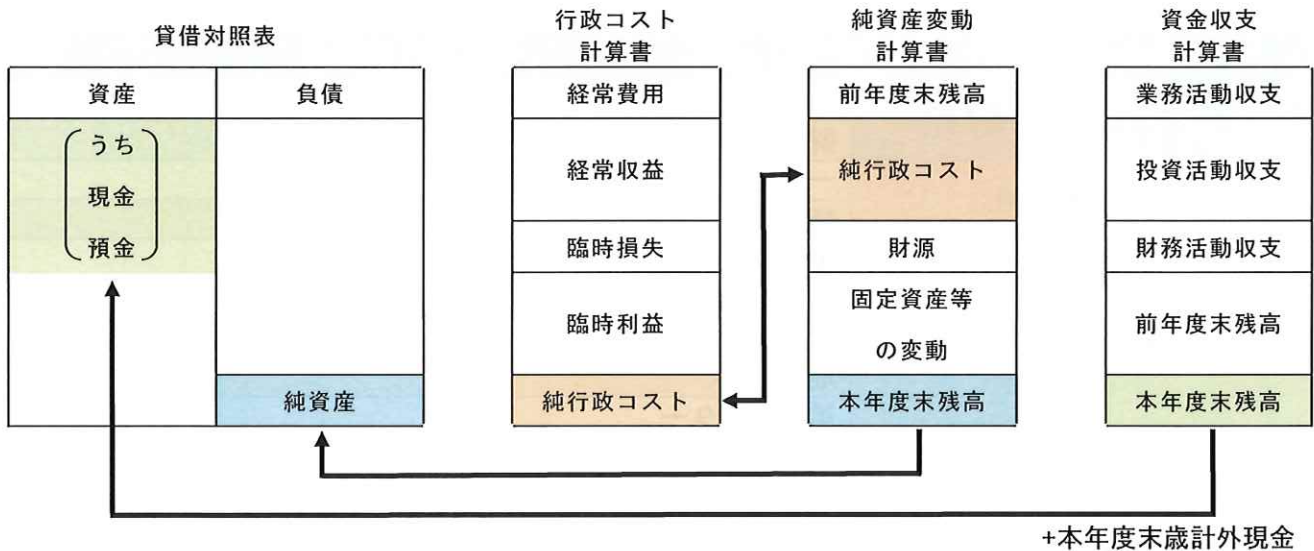 貸借対照表
資産
負債
うち
現金
預金
純資産
行政コスト
計算書
経常費用
経常収益
臨時損失
臨時利益
純行政コスト
純資産変動
計算書
前年度末残高
純行政コスト
財源
固定資産等
の変動
本年度末残高
資金収支
計算書
業務活動収支
投資活動収支
財務活動収支
前年度末残高
本年度末残高
+本年度末歳計外現金